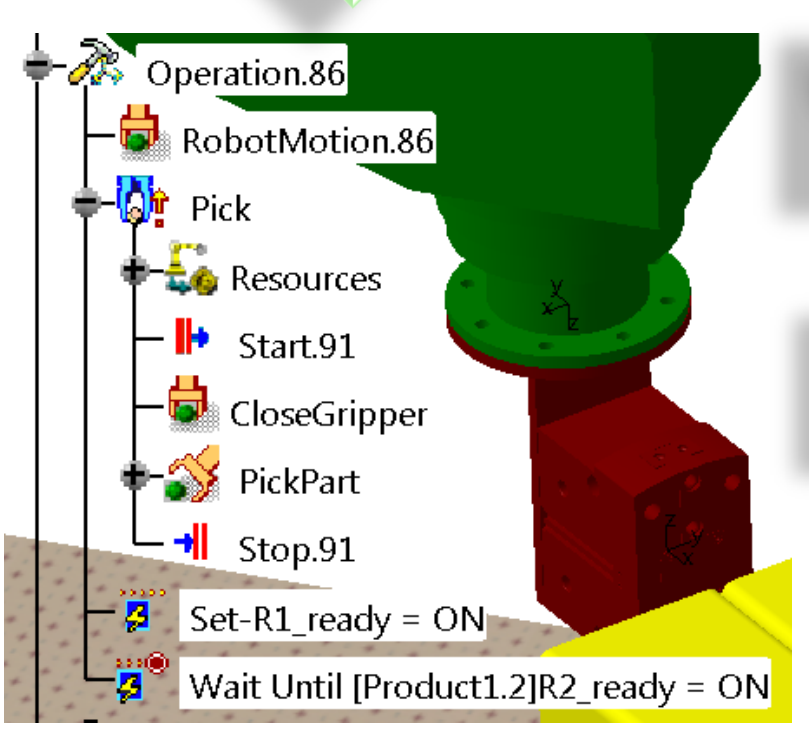 Operation.86
RobotMotion.86
Pick
Resources
Start.91
CloseGripper
PickPart
Stop.91
Set-R1_ready = ON
Wait Until [Product1.2]R2_ready = ON
y
x
z
z
y
x